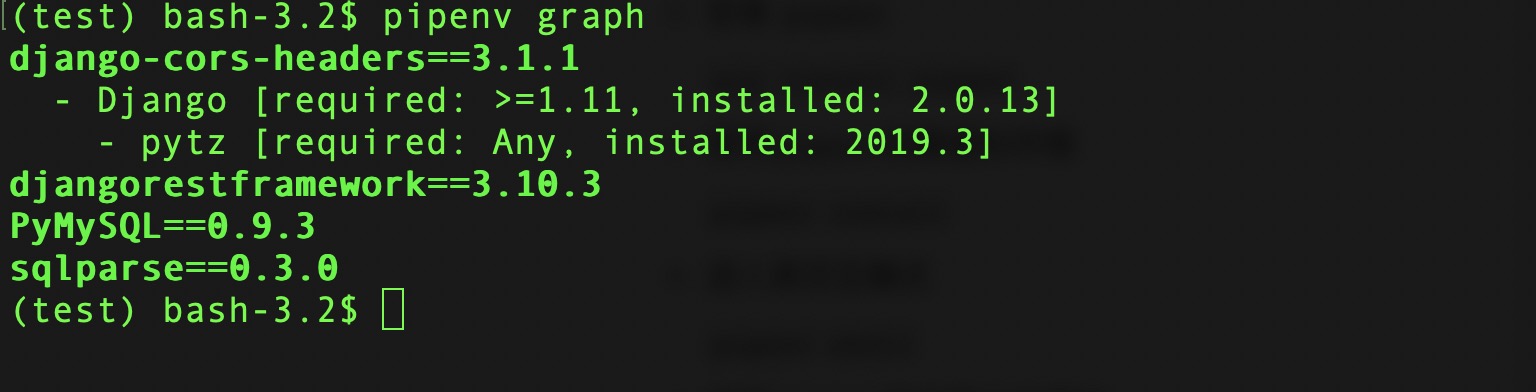 (test) bash-3.2$ pipenv graph
django-cors-headers==3.1.1
  - Django [required: >=1.11, installed: 2.0.13]
    - pytz [required: Any, installed: 2019.3]
djangorestframework==3.10.3
PyMySQL==0.9.3
sqlparse==0.3.0
(test) bash-3.2$